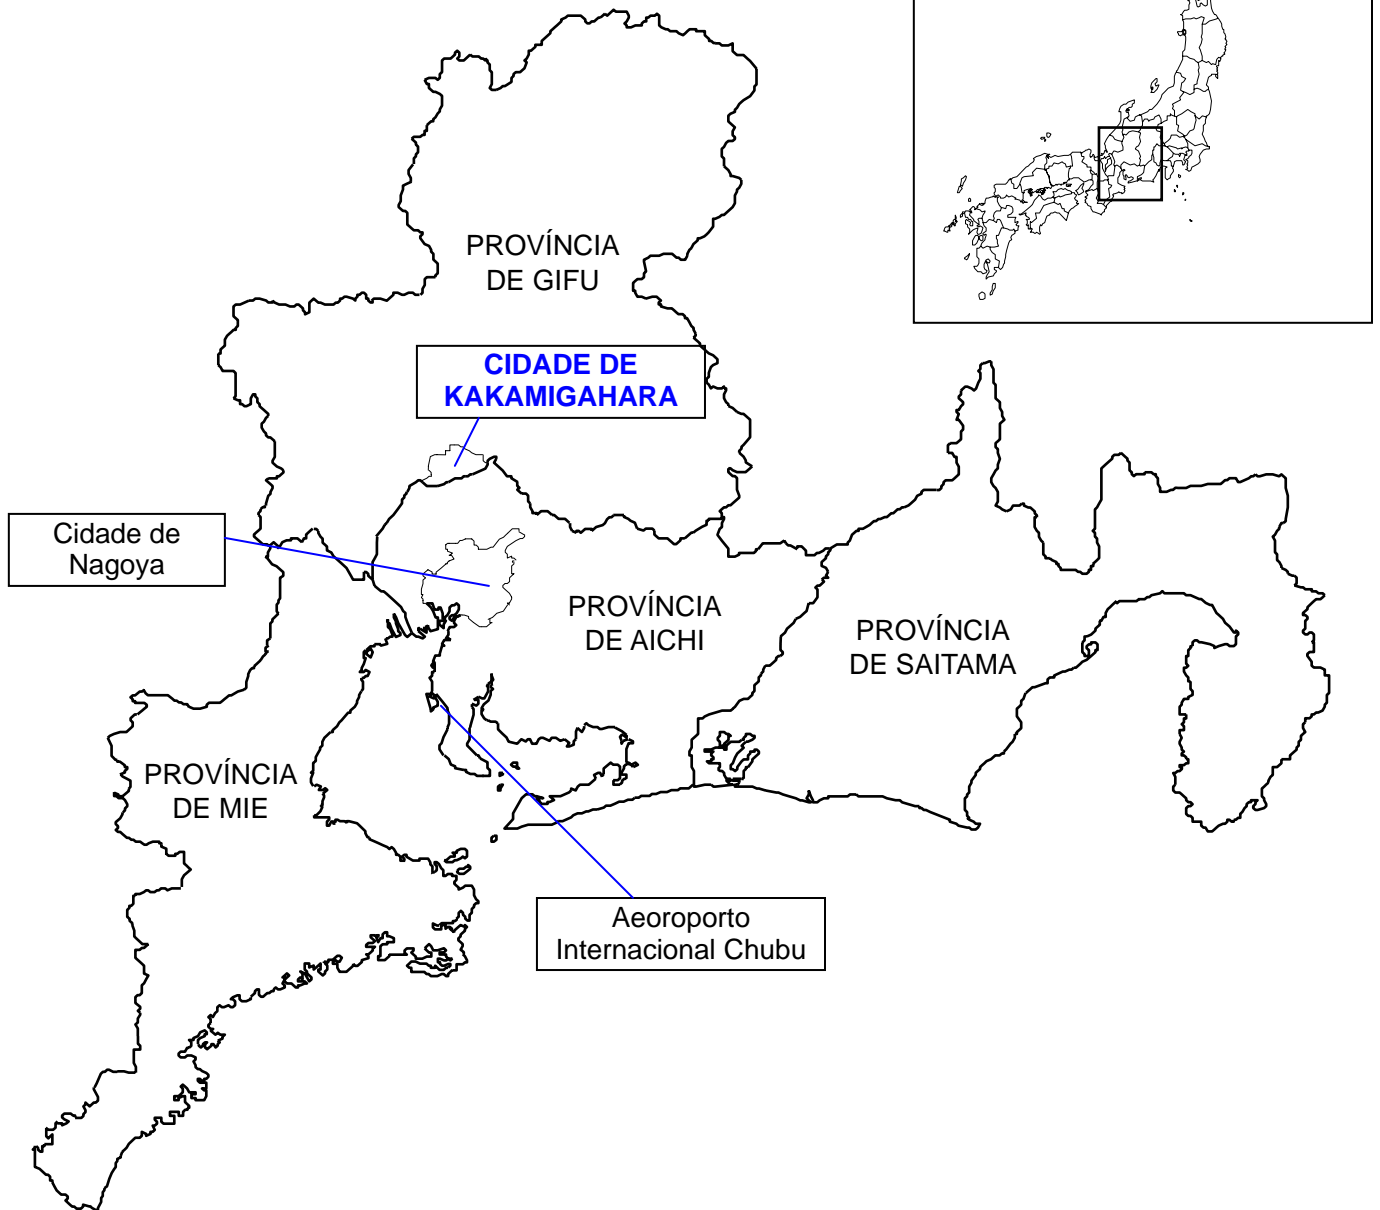 PROVÍNCIA
DE GIFU
CIDADE DE
KAKAMIGAHARA
Cidade de
Nagoya
PROVÍNCIA
DE AICHI
PROVÍNCIA
DE SAITAMA
PROVÍNCIA
DE MIE
Aeoroporto
Internacional Chubu